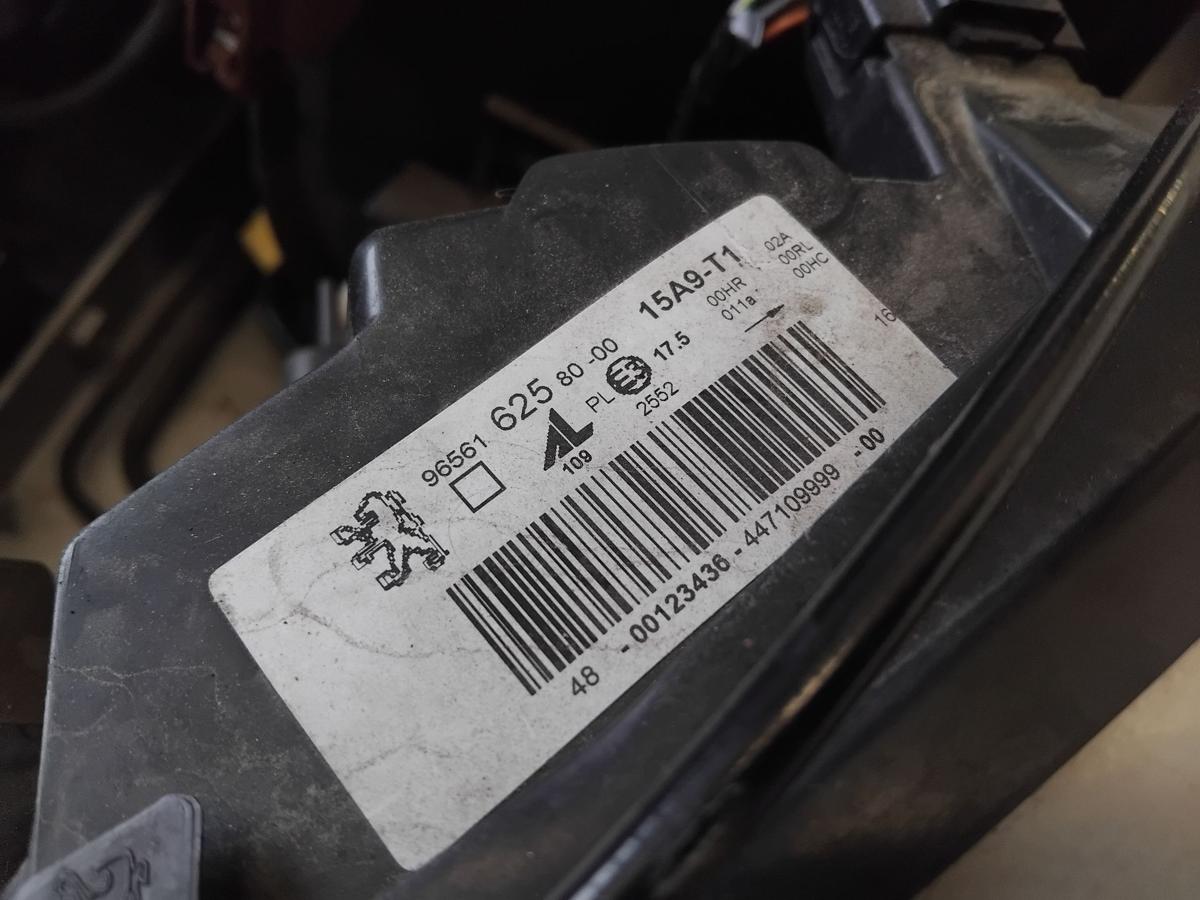 96561 625 80 -00 15A9-T1
02A
00RL
00HC
00HR
011a
AL PL E3 17.5
109 2552
16
48 - 00123436 - 447109999 - 00